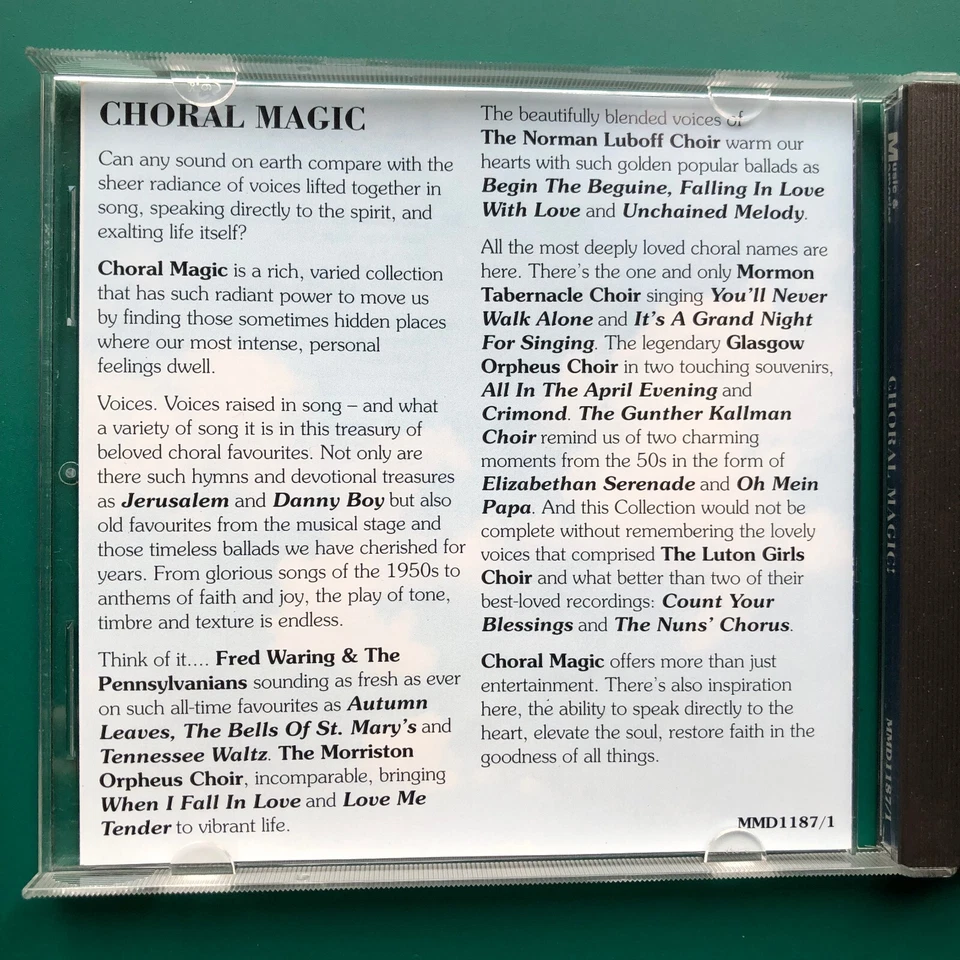 CHORAL MAGIC
Can any sound on earth compare with the
sheer radiance of voices lifted together in
song, speaking directly to the spirit, and
exalting life itself?
Choral Magic is a rich, varied collection
that has such radiant power to move us
by finding those sometimes hidden places
where our most intense, personal
feelings dwell.
Voices. Voices raised in song – and what
a variety of song it is in this treasury of
beloved choral favourites. Not only are
there such hymns and devotional treasures
as Jerusalem and Danny Boy but also
old favourites from the musical stage and
those timeless ballads we have cherished for
years. From glorious songs of the 1950s to
anthems of faith and joy, the play of tone,
timbre and texture is endless.
Think of it.... Fred Waring & The
Pennsylvanians sounding as fresh as ever
on such all-time favourites as Autumn
Leaves, The Bells Of St. Mary's and
Tennessee Waltz. The Morriston
Orpheus Choir, incomparable, bringing
When I Fall In Love and Love Me
Tender to vibrant life.
The beautifully blended voices of
The Norman Luboff Choir warm our
hearts with such golden popular ballads as
Begin The Beguine, Falling In Love
With Love and Unchained Melody.
All the most deeply loved choral names are
here. There's the one and only Mormon
Tabernacle Choir singing You'll Never
Walk Alone and It's A Grand Night
For Singing. The legendary Glasgow
Orpheus Choir in two touching souvenirs,
All In The April Evening and
Crimond. The Gunther Kallman
Choir remind us of two charming
moments from the 50s in the form of
Elizabethan Serenade and Oh Mein
Papa. And this Collection would not be
complete without remembering the lovely
voices that comprised The Luton Girls
Choir and what better than two of their
best-loved recordings: Count Your
Blessings and The Nuns' Chorus.
Choral Magic offers more than just
entertainment. There's also inspiration
here, the ability to speak directly to the
heart, elevate the soul, restore faith in the
goodness of all things.
MMD1187/1
Music &
CHORAL MAGIC!
MMD1187/1